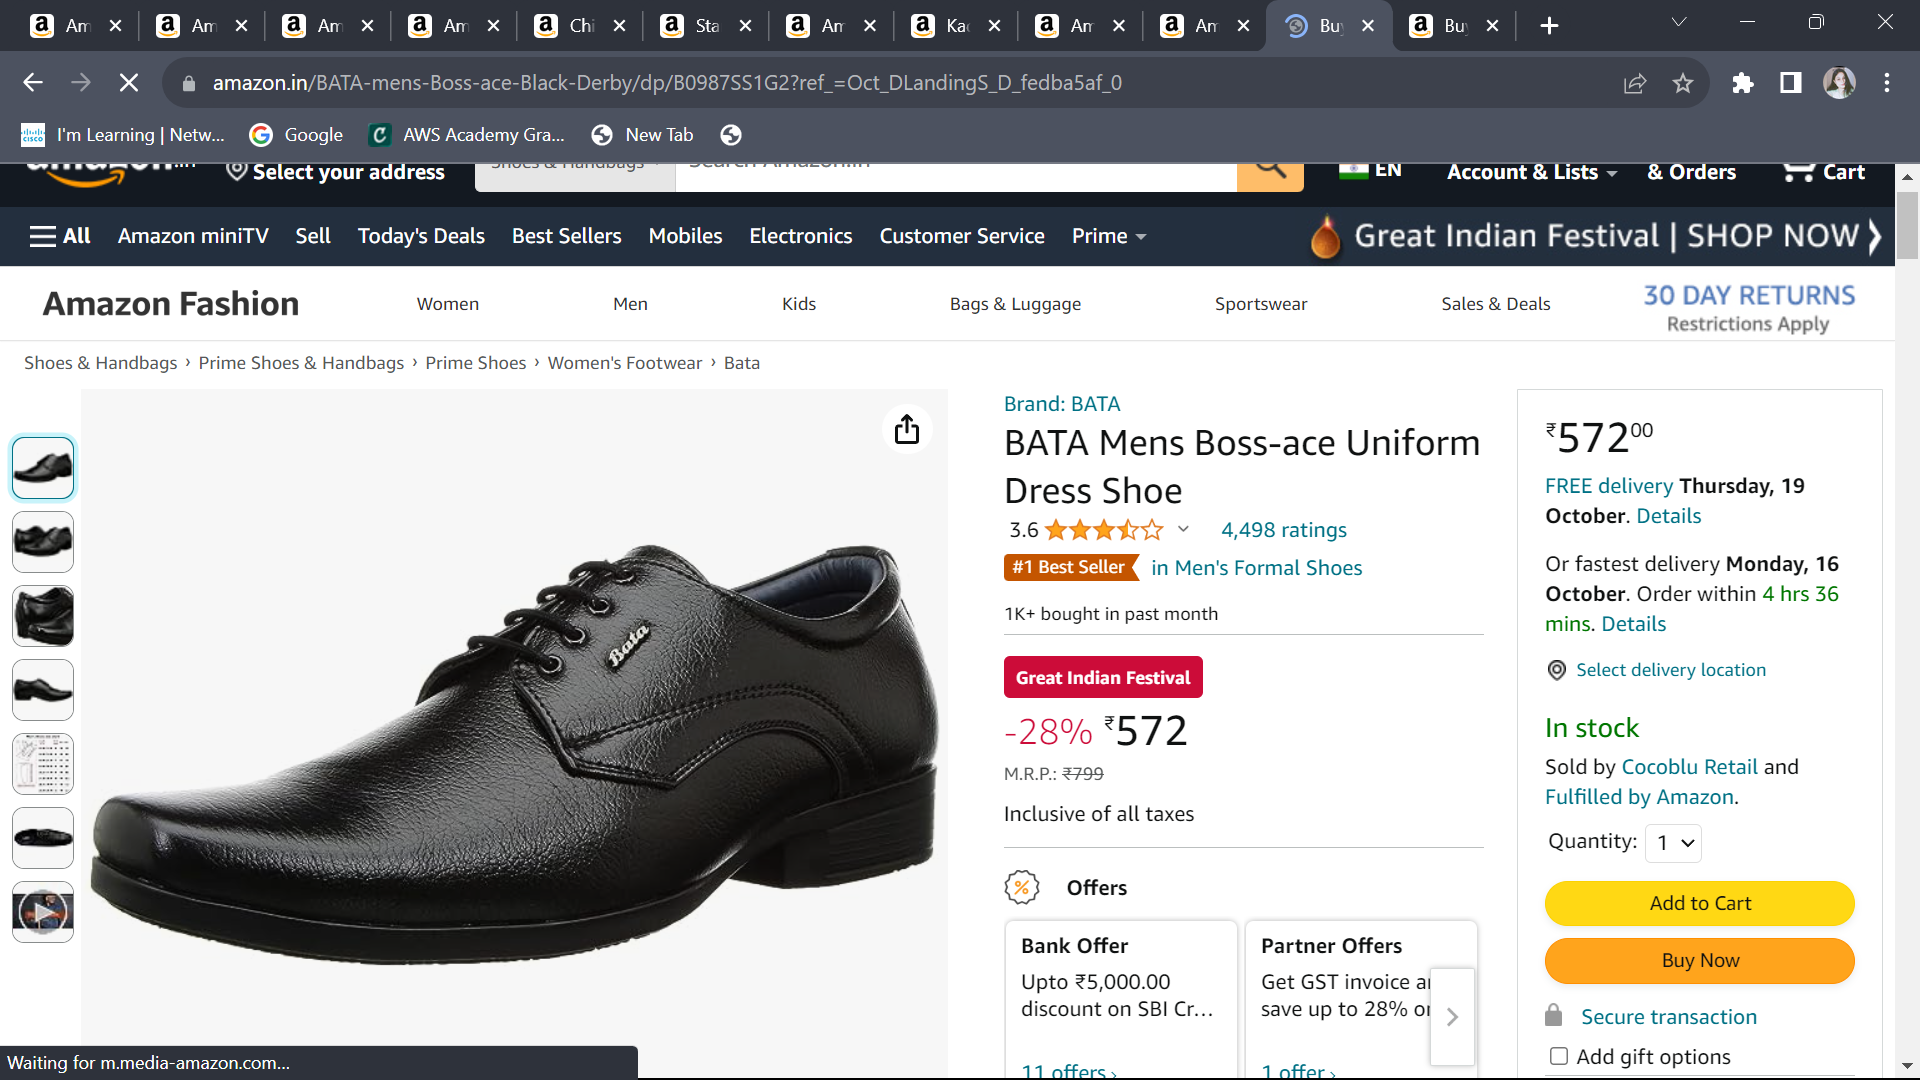 Am
Am
Am
Am
Chi
Sta
Am
Ka
Am
Am
Bu
Bu
amazon.in/BATA-mens-Boss-ace-Black-Derby/dp/B0987SS1G2?ref_=Oct_DLandingS_D_fedba5af_0
I'm Learning | Netw...
Google
AWS Academy Gra...
New Tab
amazon.in
Select your address
Shoes & Handbags
Search Amazon.in
EN
Account & Lists
& Orders
Cart
All
Amazon miniTV
Sell
Today's Deals
Best Sellers
Mobiles
Electronics
Customer Service
Prime
Great Indian Festival | SHOP NOW
Amazon Fashion
Women
Men
Kids
Bags & Luggage
Sportswear
Sales & Deals
30 DAY RETURNS
Restrictions Apply
Shoes & Handbags › Prime Shoes & Handbags › Prime Shoes › Women's Footwear › Bata
Bata
Brand: BATA
BATA Mens Boss-ace Uniform
Dress Shoe
3.6
4,498 ratings
#1 Best Seller in Men's Formal Shoes
1K+ bought in past month
Great Indian Festival
-28% ₹572
M.R.P.: ₹799
Inclusive of all taxes
Offers
Bank Offer
Upto ₹5,000.00
discount on SBI Cr...
11 offers ›
Partner Offers
Get GST invoice a
save up to 28% o
1 offer ›
₹57200
FREE delivery Thursday, 19
October. Details
Or fastest delivery Monday, 16
October. Order within 4 hrs 36
mins. Details
Select delivery location
In stock
Sold by Cocoblu Retail and
Fulfilled by Amazon.
Quantity: 1
Add to Cart
Buy Now
Secure transaction
Add gift options
Waiting for m.media-amazon.com...